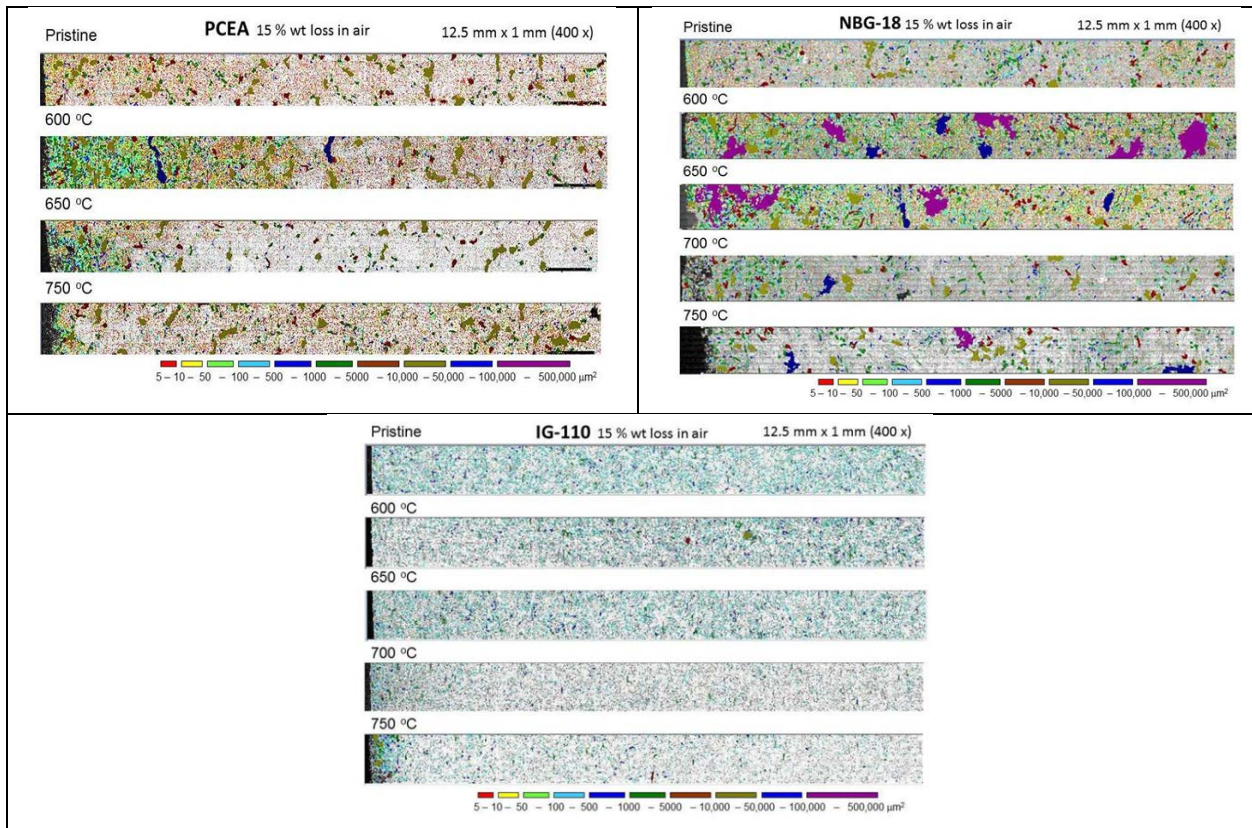 Pristine PCEA 15 % wt loss in air 12.5 mm x 1 mm (400 x)
600 °C
650 °C
750 °C
5 – 10 – 50 – 100 – 500 – 1000 – 5000 – 10,000 – 50,000 – 100,000 – 500,000 µm²
Pristine NBG-18 15 % wt loss in air 12.5 mm x 1 mm (400 x)
600 °C
650 °C
700 °C
750 °C
5 – 10 – 50 – 100 – 500 – 1000 – 5000 – 10,000 – 50,000 – 100,000 – 500,000 µm²
Pristine IG-110 15 % wt loss in air 12.5 mm x 1 mm (400 x)
600 °C
650 °C
700 °C
750 °C
5 – 10 – 50 – 100 – 500 – 1000 – 5000 – 10,000 – 50,000 – 100,000 – 500,000 µm²